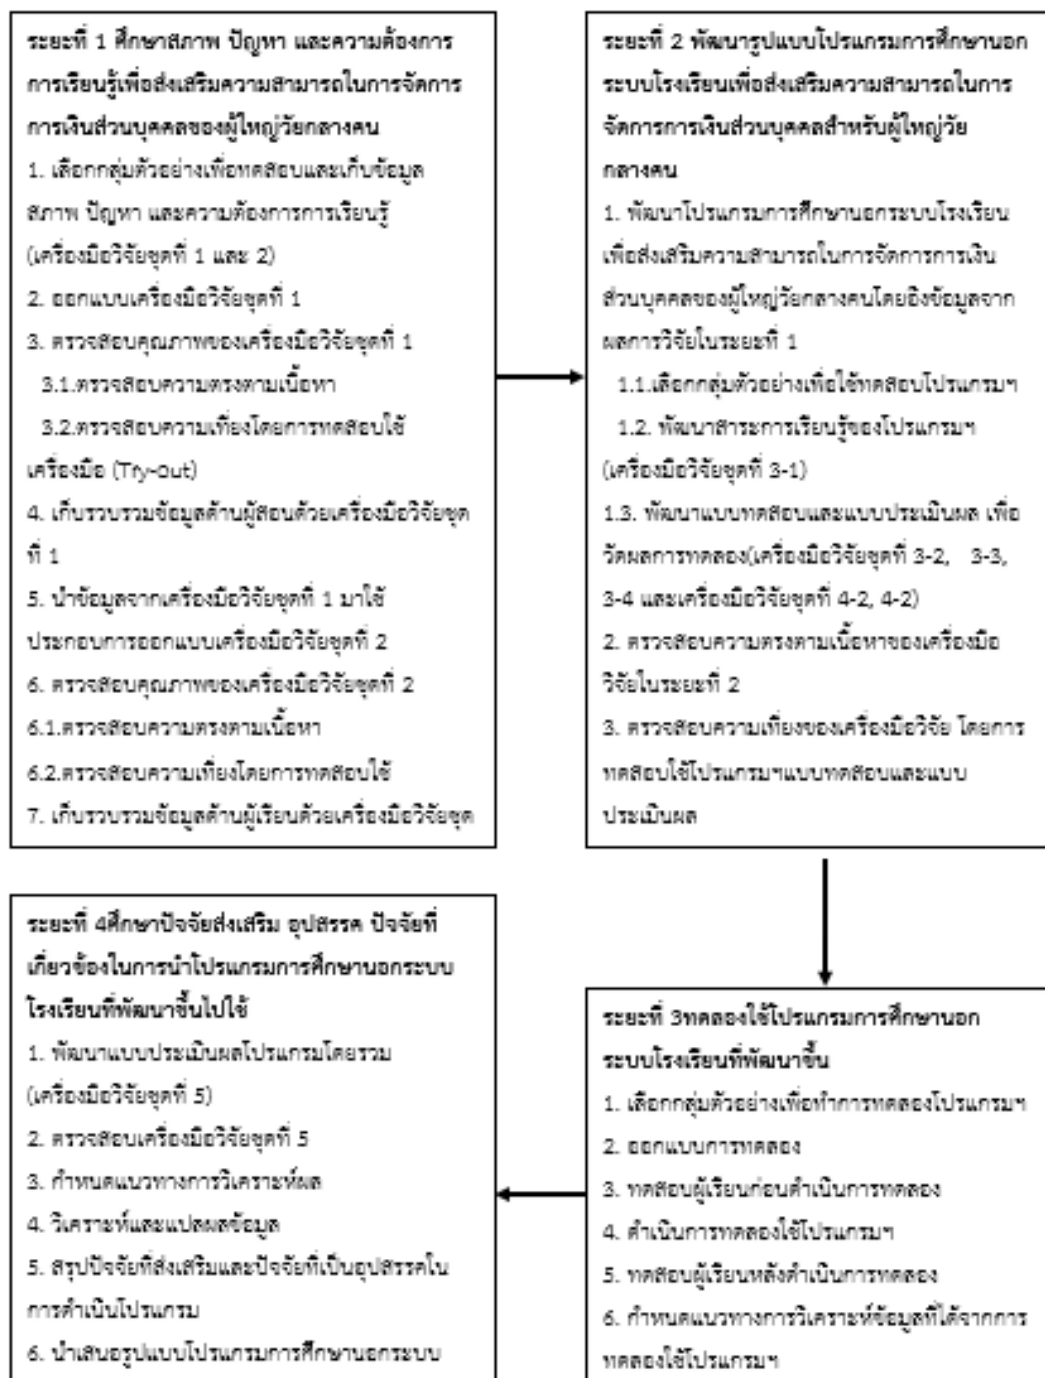 ระยะที่ 1 ศึกษาสภาพ ปัญหา และความต้องการ
การเรียนรู้เพื่อส่งเสริมความสามารถในการจัดการ
การเงินส่วนบุคคลของผู้ใหญ่วัยกลางคน
1. เลือกกลุ่มตัวอย่างเพื่อทดสอบและเก็บข้อมูล
สภาพ ปัญหา และความต้องการการเรียนรู้
(เครื่องมือวิจัยชุดที่ 1 และ 2)
2. ออกแบบเครื่องมือวิจัยชุดที่ 1
3. ตรวจสอบคุณภาพของเครื่องมือวิจัยชุดที่ 1
3.1.ตรวจสอบความตรงตามเนื้อหา
3.2.ตรวจสอบความเที่ยงโดยการทดสอบใช้
เครื่องมือ (Try-out)
4. เก็บรวบรวมข้อมูลด้านผู้สอนด้วยเครื่องมือวิจัยชุด
ที่ 1
5. นำข้อมูลจากเครื่องมือวิจัยชุดที่ 1 มาใช้
ประกอบการออกแบบเครื่องมือวิจัยชุดที่ 2
6. ตรวจสอบคุณภาพของเครื่องมือวิจัยชุดที่ 2
6.1.ตรวจสอบความตรงตามเนื้อหา
6.2.ตรวจสอบความเที่ยงโดยการทดสอบใช้
7. เก็บรวบรวมข้อมูลด้านผู้เรียนด้วยเครื่องมือวิจัยชุด
ระยะที่ 2 พัฒนารูปแบบโปรแกรมการศึกษานอก
ระบบโรงเรียนเพื่อส่งเสริมความสามารถในการ
จัดการการเงินส่วนบุคคลสำหรับผู้ใหญ่วัย
กลางคน
1. พัฒนาโปรแกรมการศึกษานอกระบบโรงเรียน
เพื่อส่งเสริมความสามารถในการจัดการการเงิน
ส่วนบุคคลของผู้ใหญ่วัยกลางคนโดยอิงข้อมูลจาก
ผลการวิจัยในระยะที่ 1
1.1.เลือกกลุ่มตัวอย่างเพื่อใช้ทดสอบโปรแกรมฯ
1.2. พัฒนาสาระการเรียนรู้ของโปรแกรมฯ
(เครื่องมือวิจัยชุดที่ 3-1)
1.3. พัฒนาแบบทดสอบและแบบประเมินผล เพื่อ
วัดผลการทดลอง(เครื่องมือวิจัยชุดที่ 3-2, 3-3,
3-4 และเครื่องมือวิจัยชุดที่ 4-2, 4-2)
2. ตรวจสอบความตรงตามเนื้อหาของเครื่องมือ
วิจัยในระยะที่ 2
3. ตรวจสอบความเที่ยงของเครื่องมือวิจัย โดยการ
ทดสอบใช้โปรแกรมฯแบบทดสอบและแบบ
ประเมินผล
ระยะที่ 3ทดลองใช้โปรแกรมการศึกษานอก
ระบบโรงเรียนที่พัฒนาขึ้น
1. เลือกกลุ่มตัวอย่างเพื่อทำการทดลองโปรแกรมฯ
2. ออกแบบการทดลอง
3. ทดสอบผู้เรียนก่อนดำเนินการทดลอง
4. ดำเนินการทดลองใช้โปรแกรมฯ
5. ทดสอบผู้เรียนหลังดำเนินการทดลอง
6. กำหนดแนวทางการวิเคราะห์ข้อมูลที่ได้จากการ
ทดลองใช้โปรแกรมฯ
ระยะที่ 4ศึกษาปัจจัยส่งเสริม อุปสรรค ปัจจัยที่
เกี่ยวข้องในการนำโปรแกรมการศึกษานอกระบบ
โรงเรียนที่พัฒนาขึ้นไปใช้
1. พัฒนาแบบประเมินผลโปรแกรมโดยรวม
(เครื่องมือวิจัยชุดที่ 5)
2. ตรวจสอบเครื่องมือวิจัยชุดที่ 5
3. กำหนดแนวทางการวิเคราะห์ผล
4. วิเคราะห์และแปลผลข้อมูล
5. สรุปปัจจัยที่ส่งเสริมและปัจจัยที่เป็นอุปสรรคใน
การดำเนินโปรแกรม
6. นำเสนอรูปแบบโปรแกรมการศึกษานอกระบบ